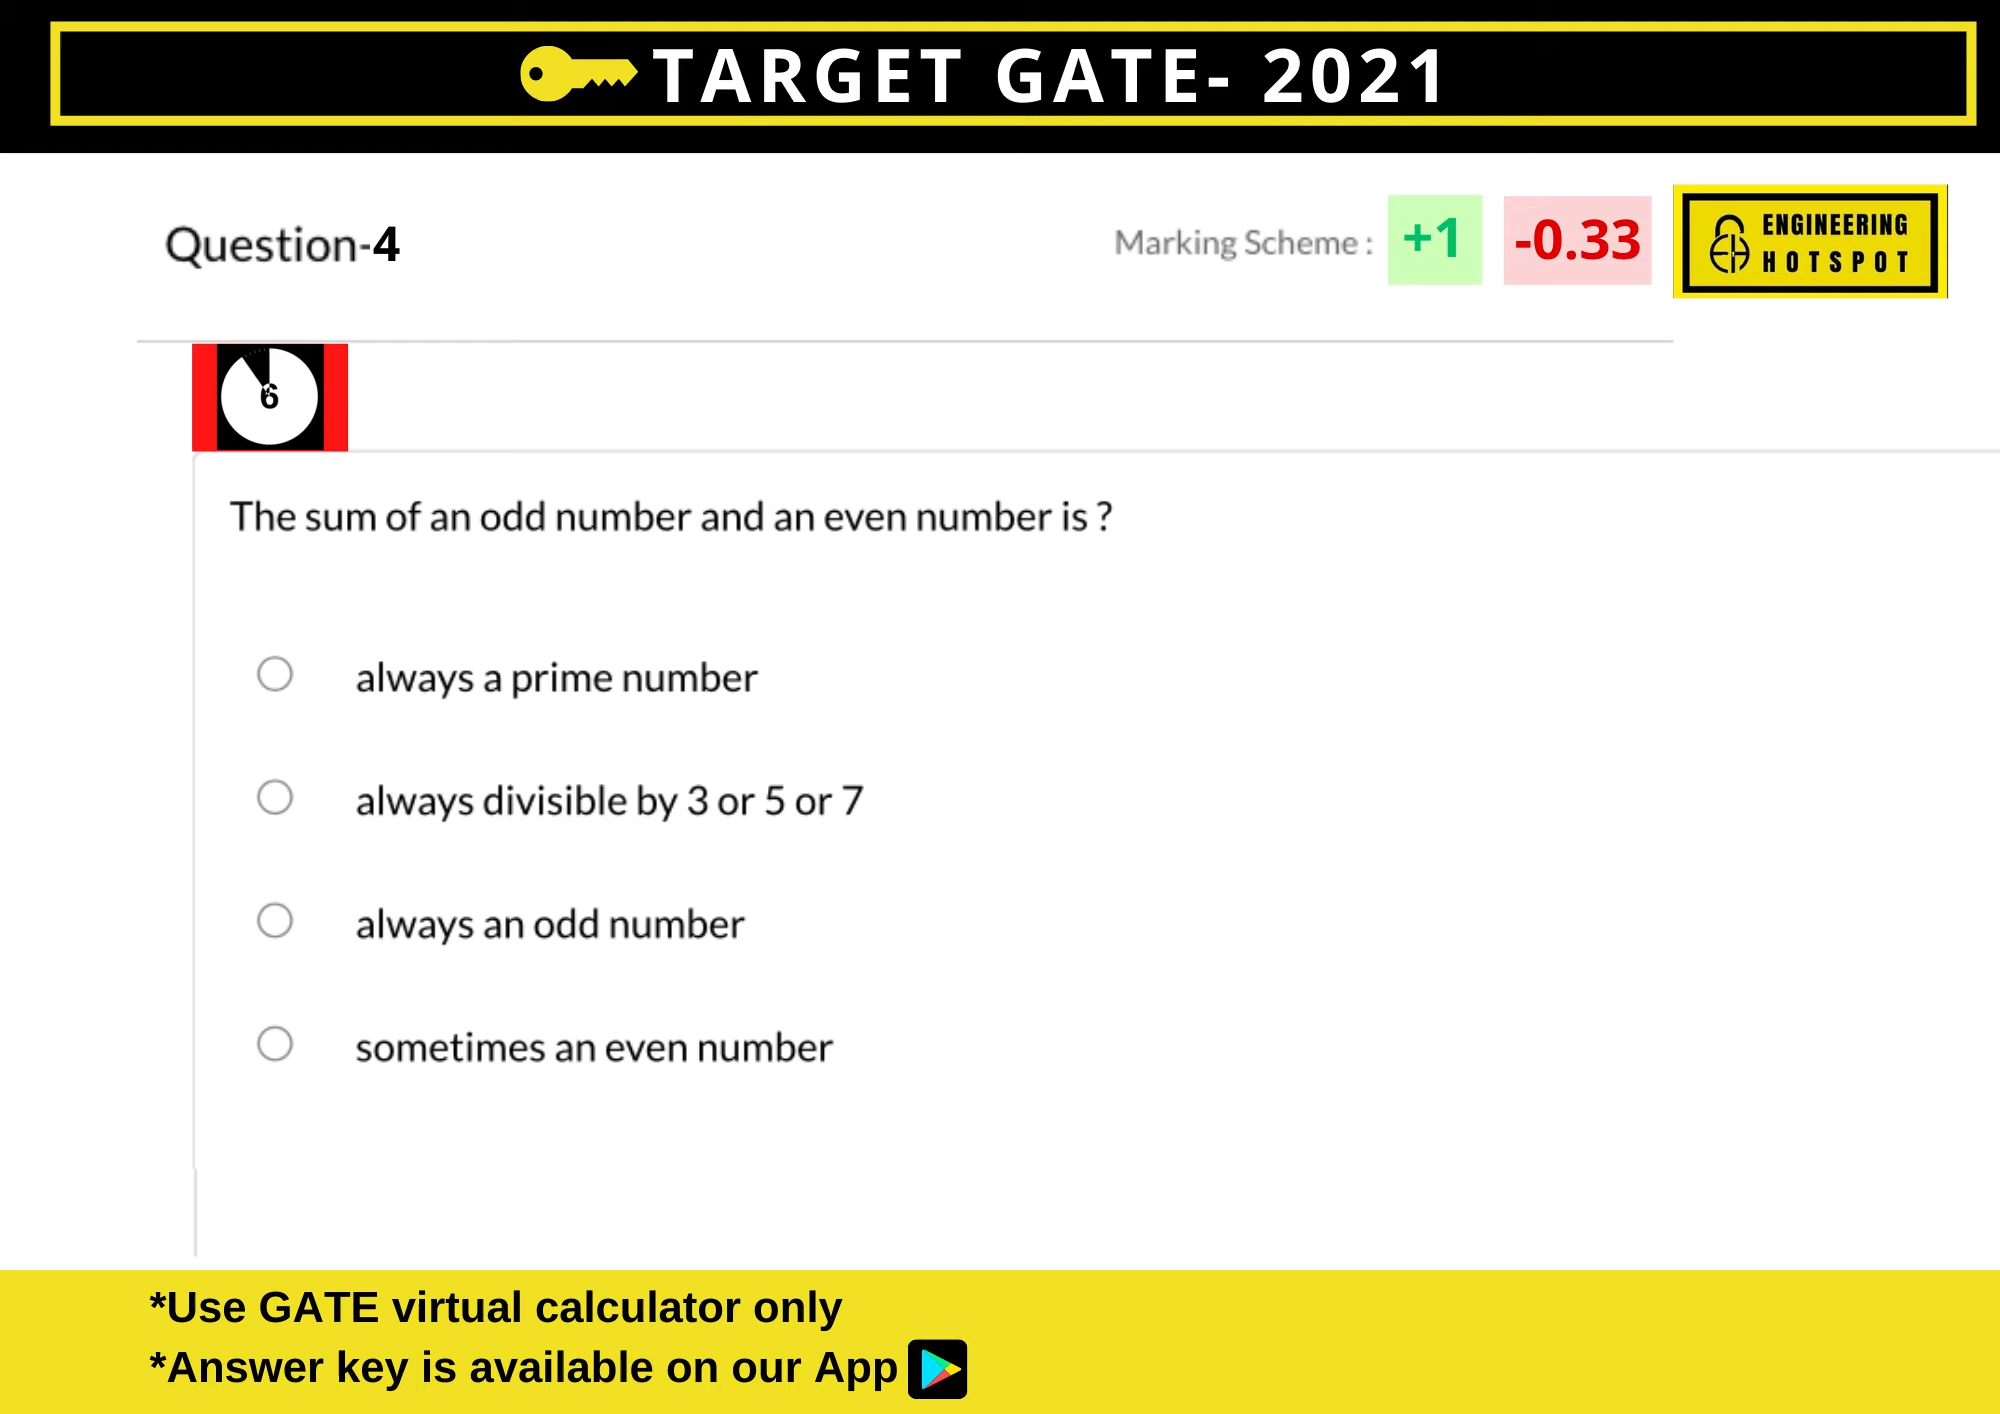 TARGET GATE- 2021
Question-4
Marking Scheme :
+1
-0.33
ENGINEERING
HOTSPOT
6
The sum of an odd number and an even number is ?
always a prime number
always divisible by 3 or 5 or 7
always an odd number
sometimes an even number
*Use GATE virtual calculator only
*Answer key is available on our App